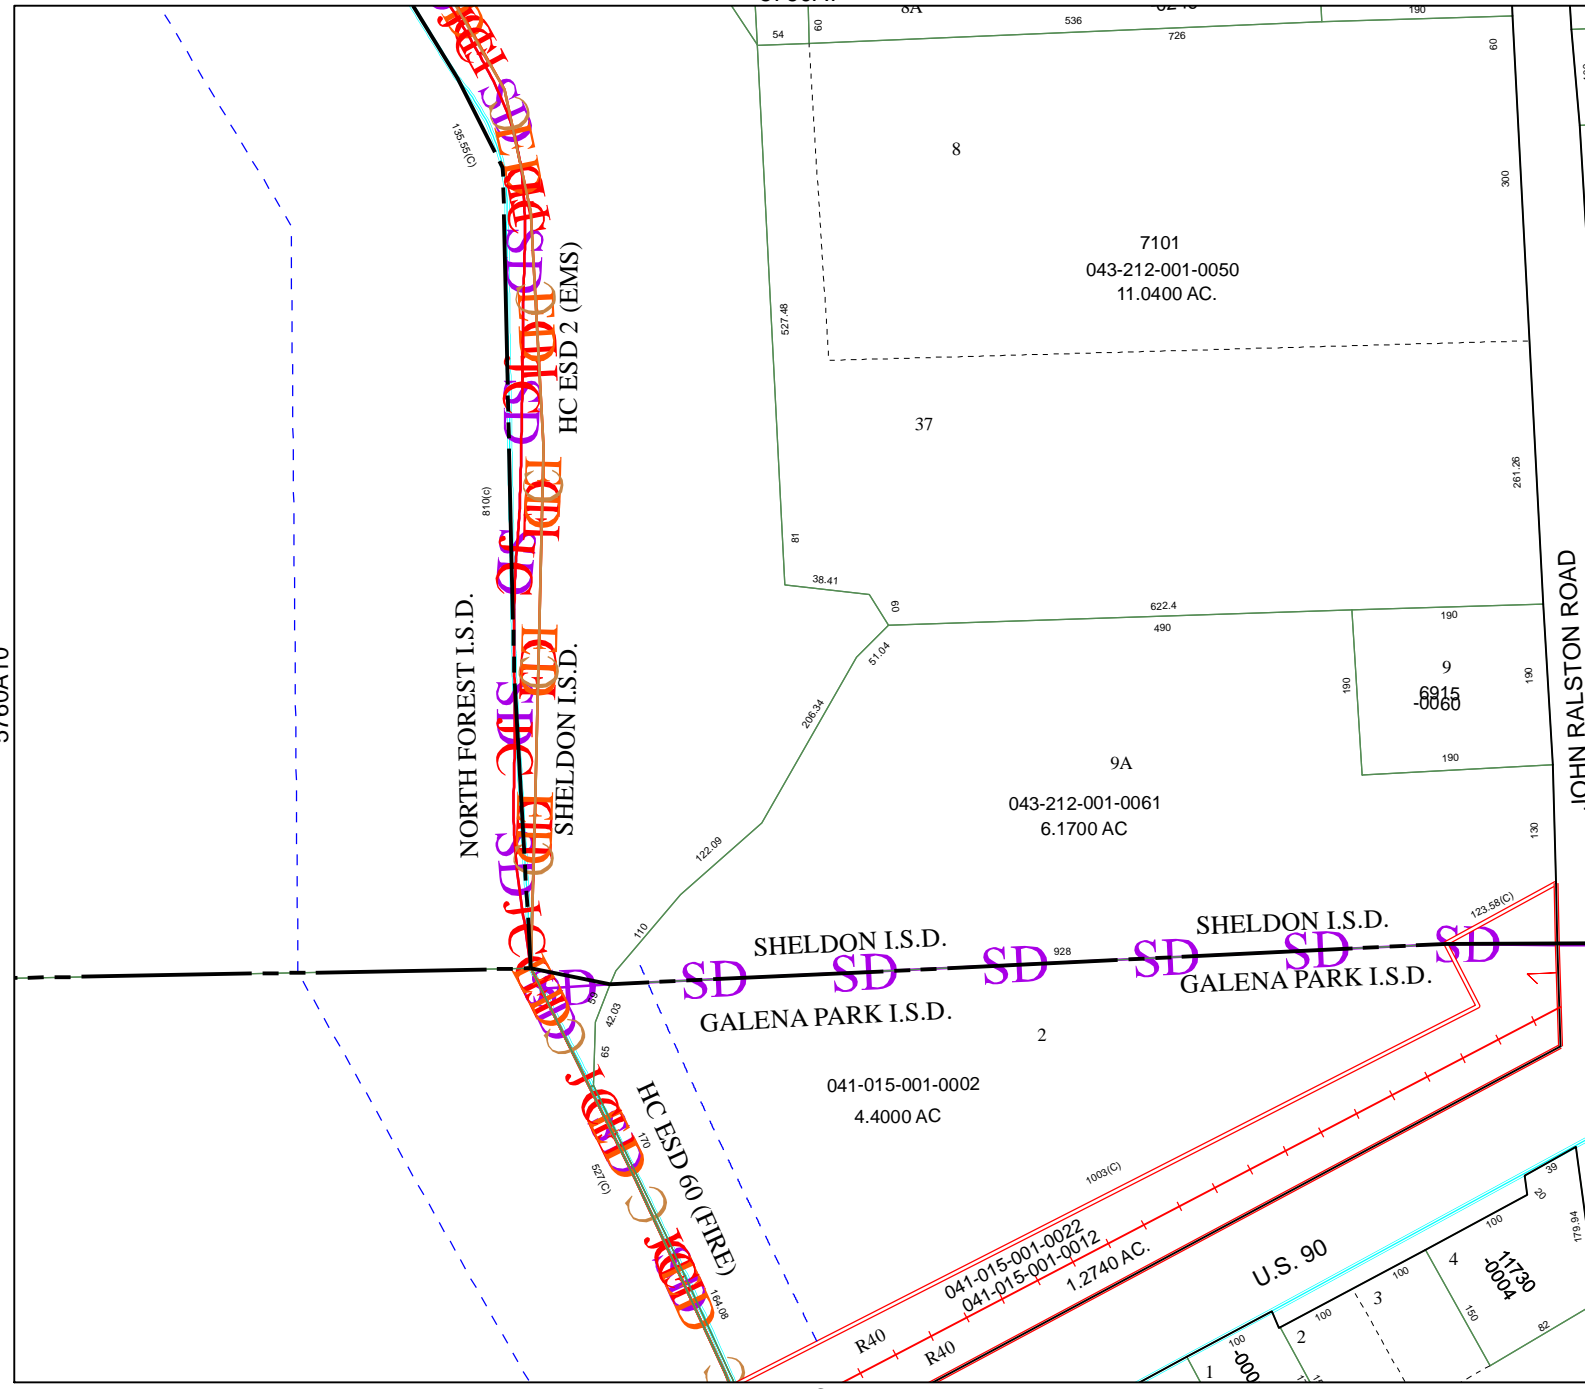 8A
536
190
54
60
726
60
135.55(C)
8
300
7101
043-212-001-0050
11.0400 AC.
HC ESD 2 (EMS)
527.48
37
261.26
810(c)
81
38.41
60
622.4
490
190
JOHN RALSTON ROAD
NORTH FOREST I.S.D.
SHELDON I.S.D.
51.04
206.34
190
9
6915
-0060
190
190
9A
043-212-001-0061
6.1700 AC
122.09
130
110
123.58(C)
SHELDON I.S.D.
SHELDON I.S.D.
SD SD SD SD SD SD SD
928
GALENA PARK I.S.D.
GALENA PARK I.S.D.
59
42.03
65
2
041-015-001-0002
4.4000 AC
HC ESD 60 (FIRE)
170
527(C)
164.08
1003(C)
041-015-001-0022
041-015-001-0012
1.2740 AC.
R40
R40
U.S. 90
39
20
179.94
100
4
11730
-0004
100
3
150
82
100
2
100
1